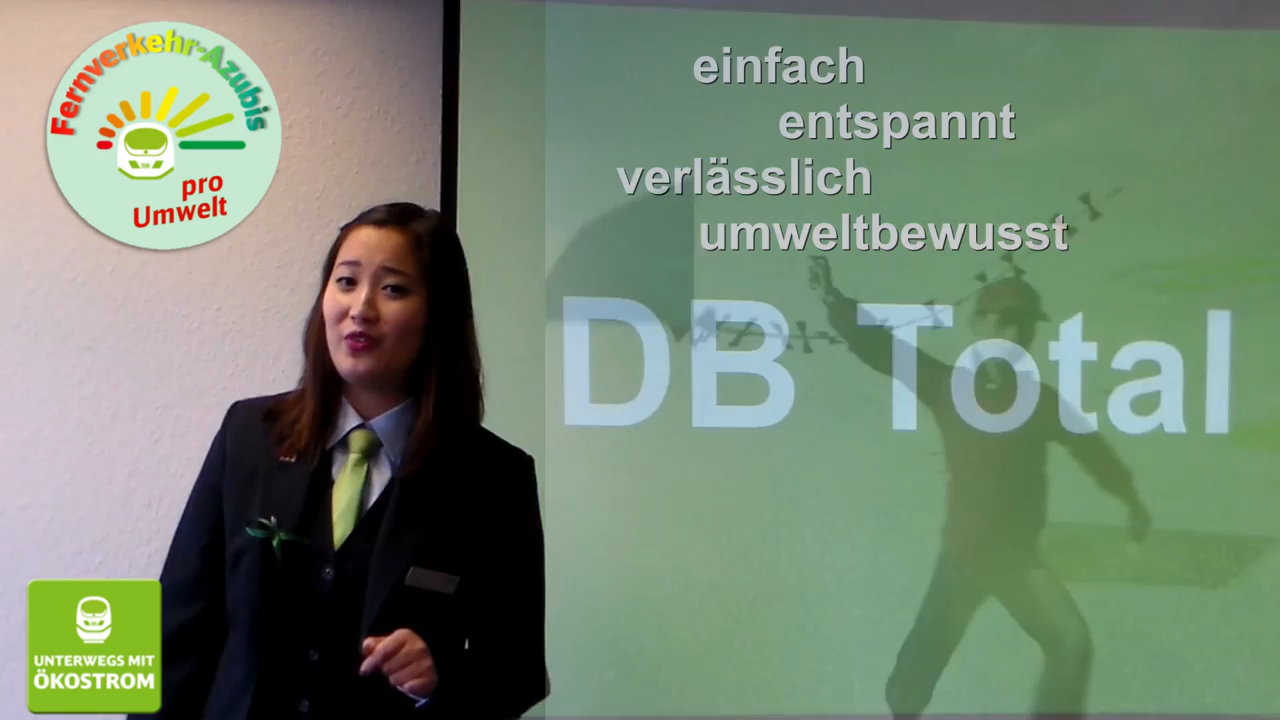 Fernverkehr-Azubis
pro
Umwelt
einfach
entspannt
verlässlich
umweltbewusst
DB Total
UNTERWEGS MIT
ÖKOSTROM